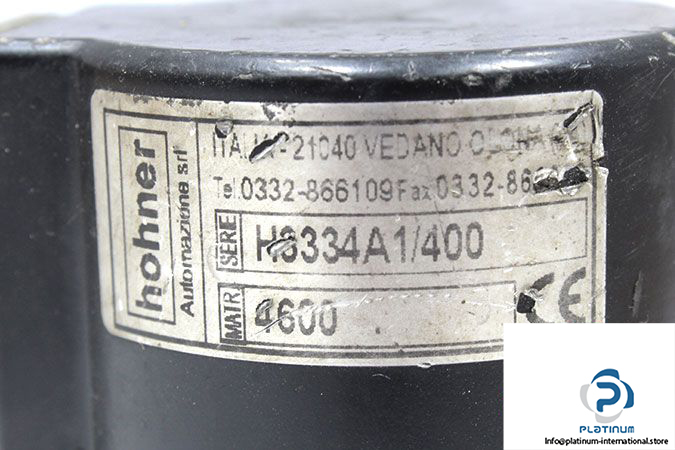 hohner
Automazione srl
ITALIA - 21040 VEDANO
Tel. 0332-866109 Fax 0332-86
SERIE H8334A1/400
MATR. 4600
CE
PLATINUM
Info@platinum-international.store